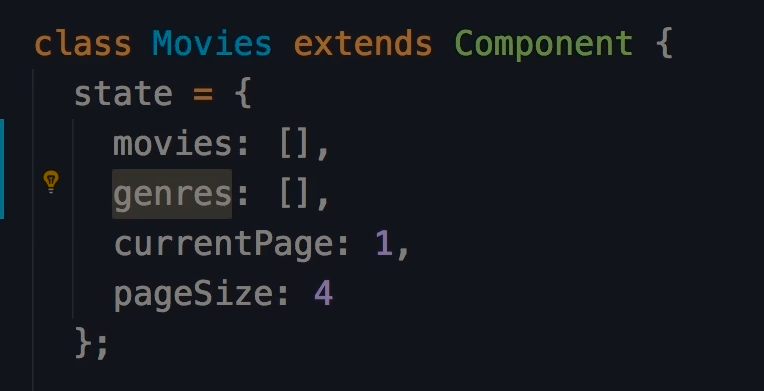 class Movies extends Component {
state = {
movies: [],
genres: [],
currentPage: 1,
pageSize: 4
};